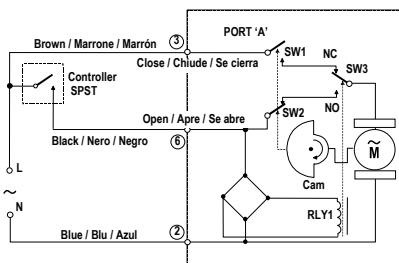 Brown / Marrone / Marrón
3
PORT 'A'
SW1
NC
Close / Chiude / Se cierra
SW3
Controller
SPST
Open / Apre / Se abre
SW2
NO
Black / Nero / Negro
6
~
M
L
Cam
~
N
RLY1
Blue / Blu / Azul
2